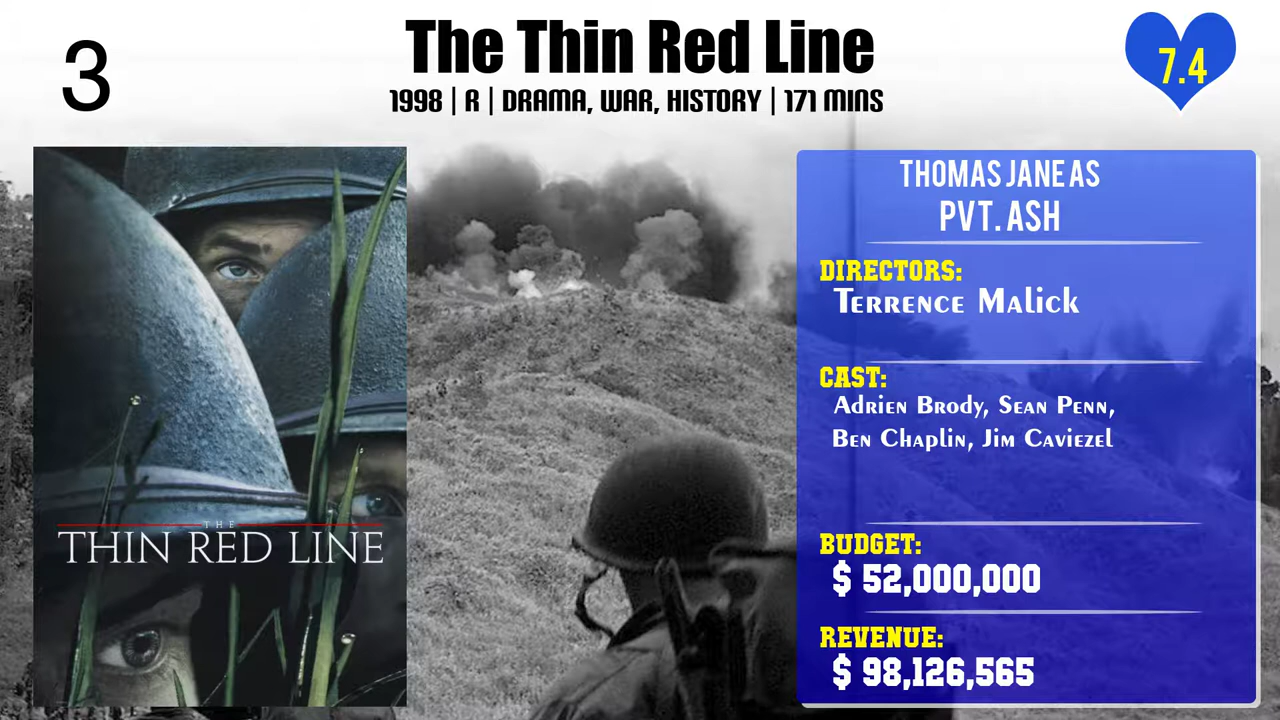 3
The Thin Red Line
1998 | R | DRAMA, WAR, HISTORY | 171 MINS
7.4
THE
THIN RED LINE
THOMAS JANE AS
PVT. ASH
DIRECTORS:
Terrence Malick
CAST:
Adrien Brody, Sean Penn,
Ben Chaplin, Jim Caviezel
BUDGET:
$ 52,000,000
REVENUE:
$ 98,126,565